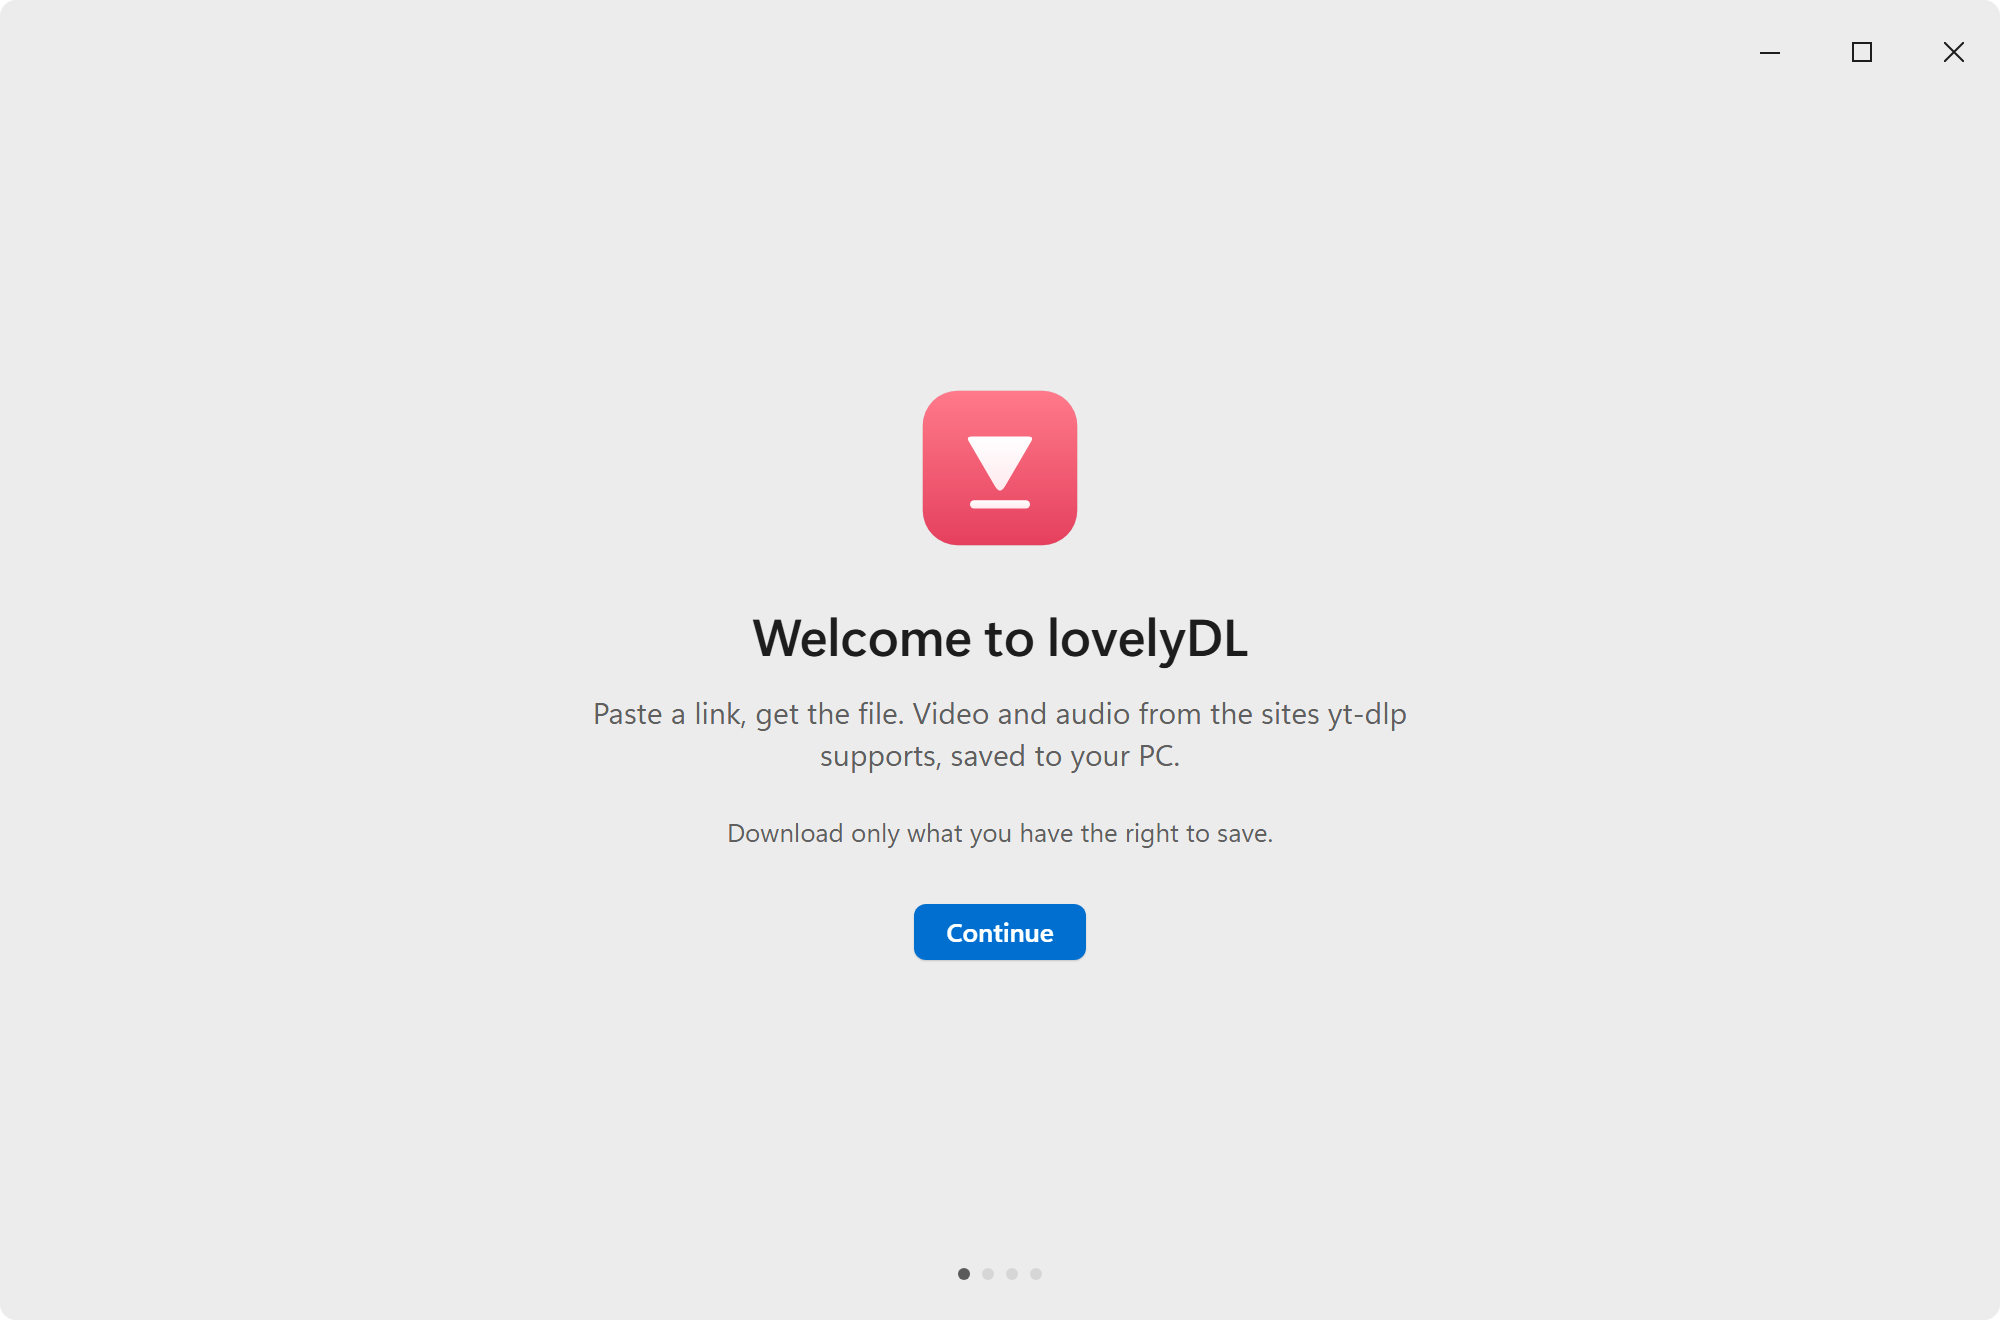 Welcome to lovelyDL
Paste a link, get the file. Video and audio from the sites yt-dlp
supports, saved to your PC.
Download only what you have the right to save.
Continue